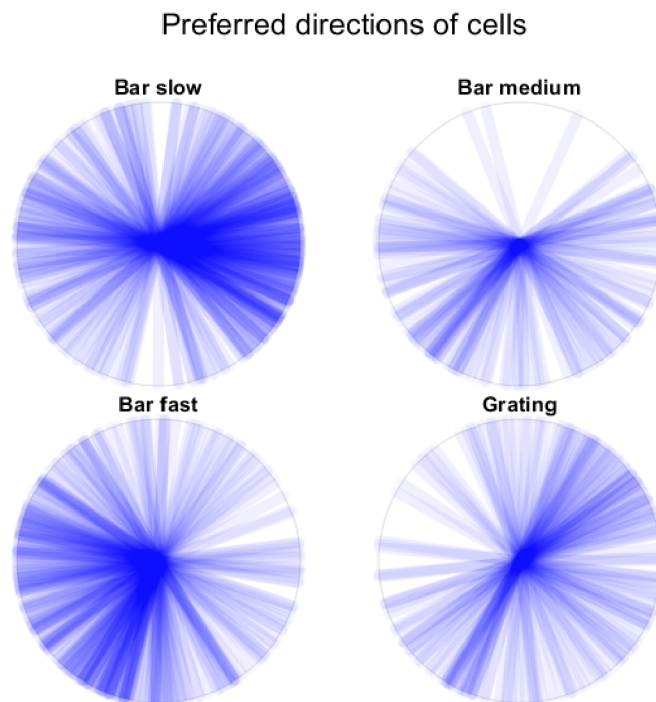 Preferred directions of cells
Bar slow
Bar medium
Bar fast
Grating